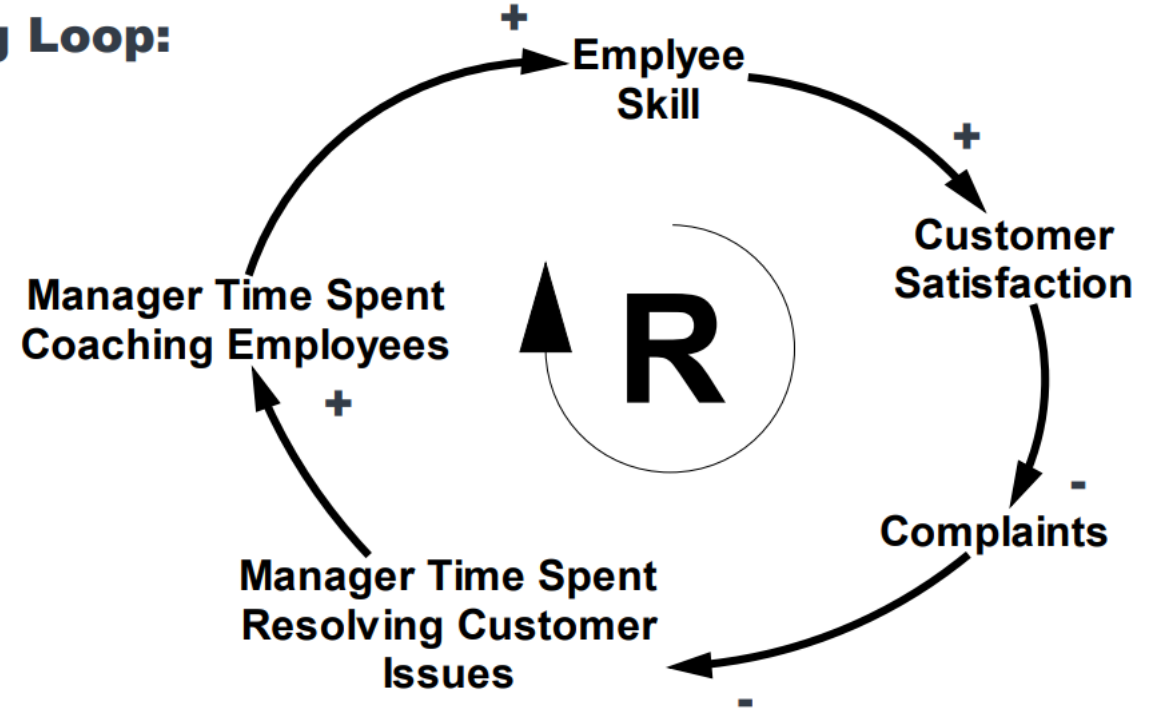 g Loop:
+
Emplyee
Skill
+
Customer
Satisfaction
-
Complaints
-
Manager Time Spent
Resolving Customer
Issues
+
Manager Time Spent
Coaching Employees
R